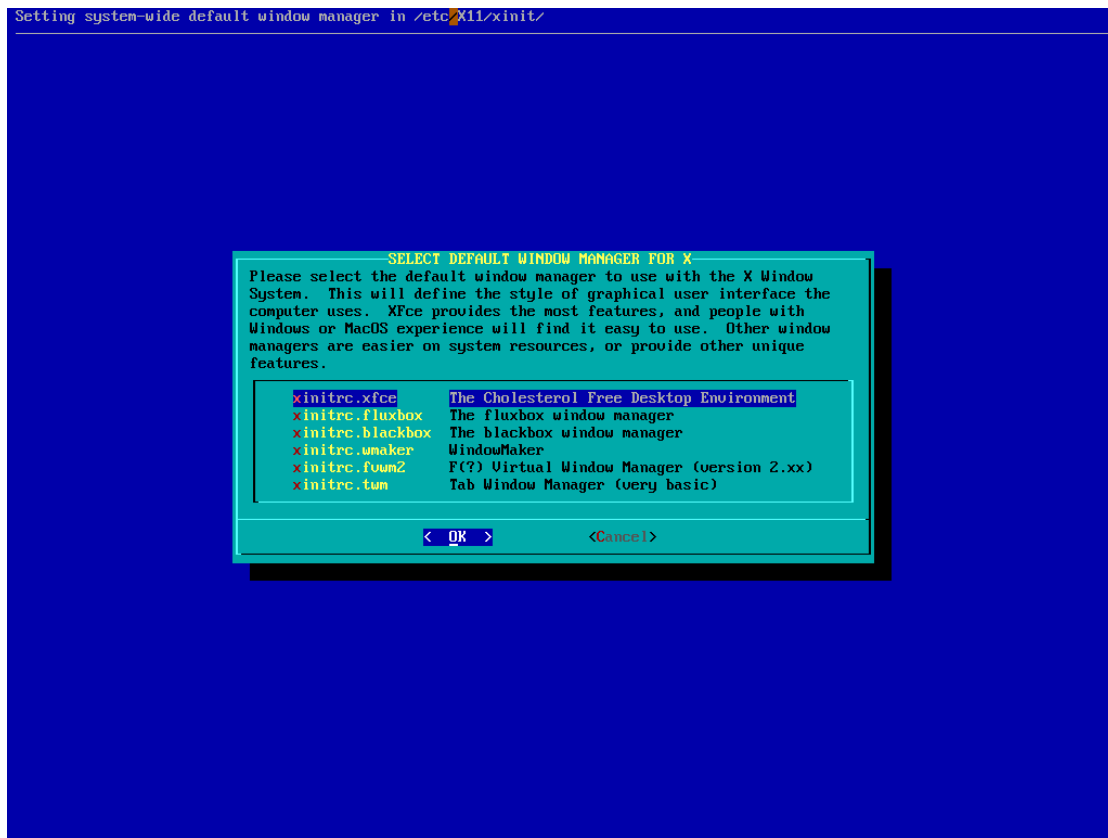 Setting system-wide default window manager in /etc/X11/xinit/
SELECT DEFAULT WINDOW MANAGER FOR X
Please select the default window manager to use with the X Window
System.  This will define the style of graphical user interface the
computer uses.  XFce provides the most features, and people with
Windows or MacOS experience will find it easy to use.  Other window
managers are easier on system resources, or provide other unique
features.
xinitrc.xfce The Cholesterol Free Desktop Environment
xinitrc.fluxbox The fluxbox window manager
xinitrc.blackbox The blackbox window manager
xinitrc.wmaker WindowMaker
xinitrc.fvwm2 F(?) Virtual Window Manager (version 2.xx)
xinitrc.twm Tab Window Manager (very basic)
< OK > <Cancel>